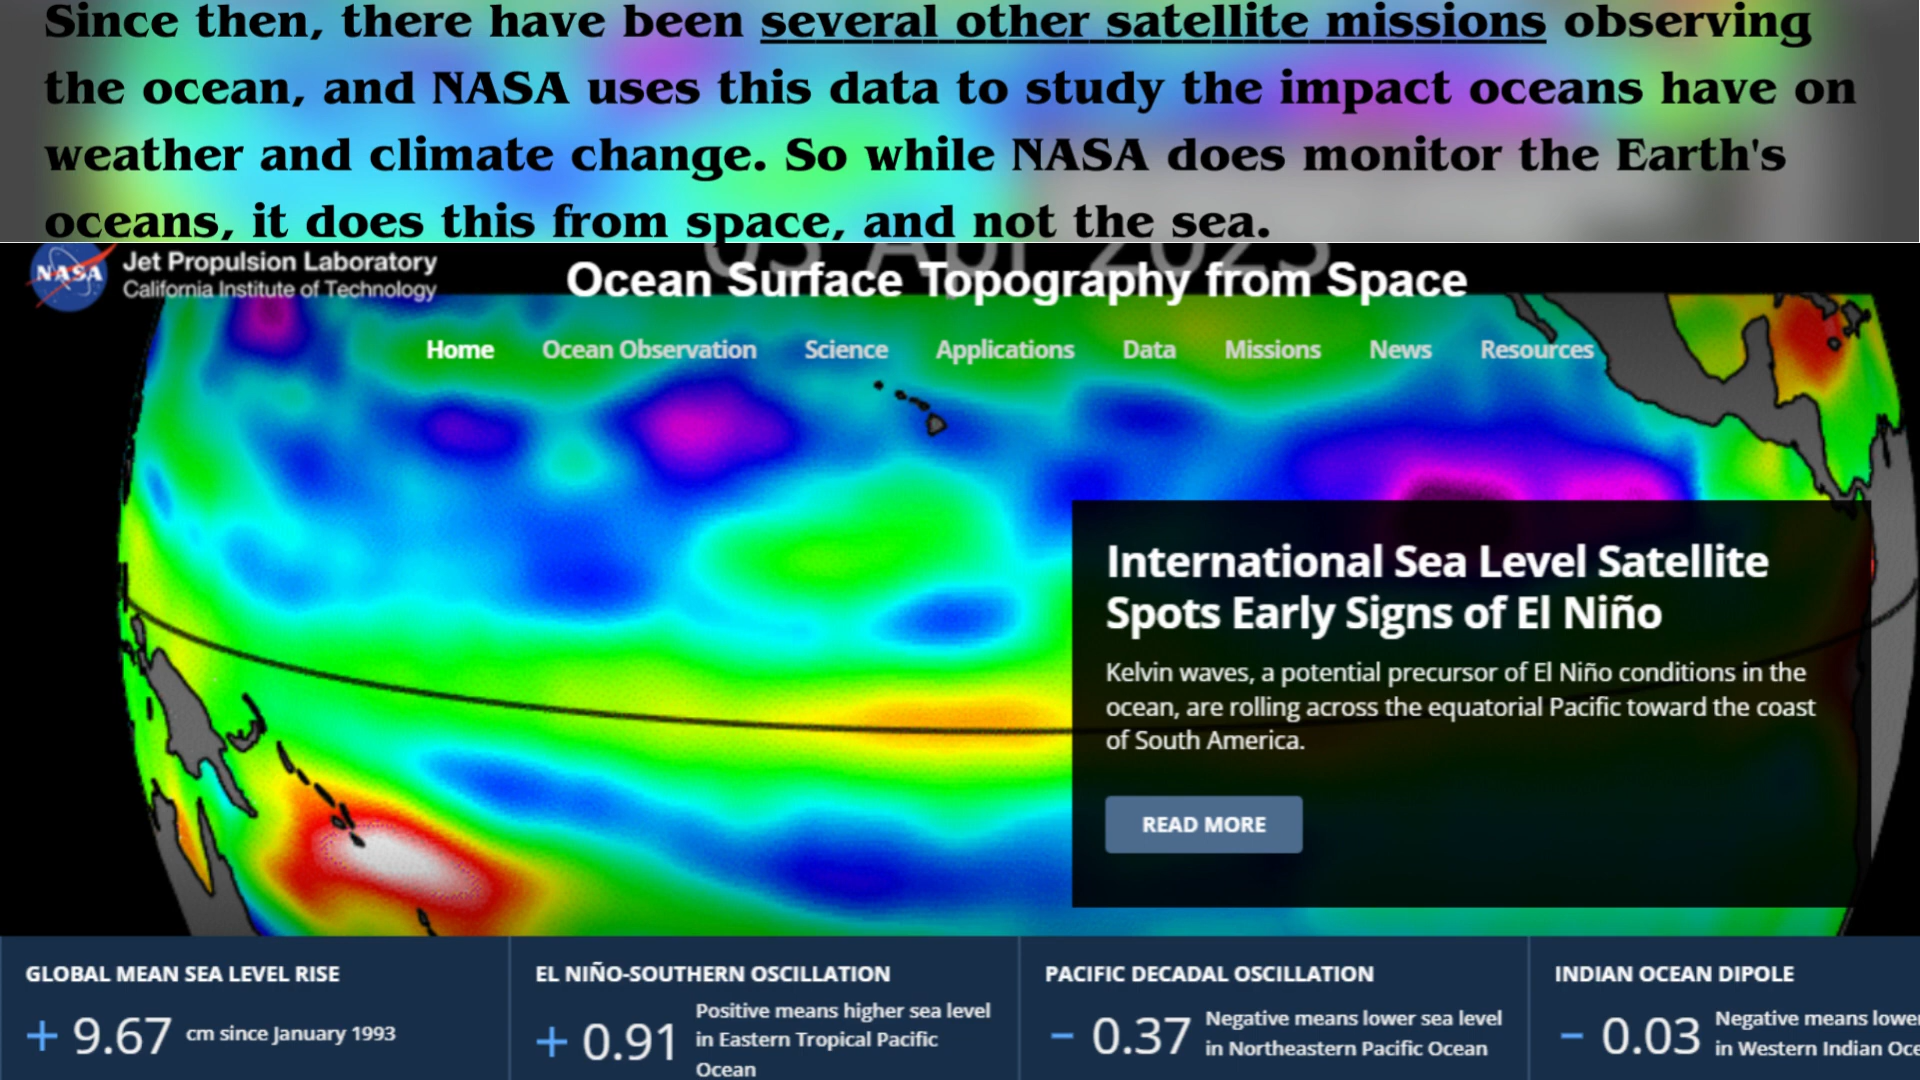 Since then, there have been several other satellite missions observing
the ocean, and NASA uses this data to study the impact oceans have on
weather and climate change. So while NASA does monitor the Earth's
oceans, it does this from space, and not the sea.
03 Apr 2023
NASA
Jet Propulsion Laboratory
California Institute of Technology
Ocean Surface Topography from Space
Home Ocean Observation Science Applications Data Missions News Resources
International Sea Level Satellite
Spots Early Signs of El Niño
Kelvin waves, a potential precursor of El Niño conditions in the
ocean, are rolling across the equatorial Pacific toward the coast
of South America.
READ MORE
GLOBAL MEAN SEA LEVEL RISE
+ 9.67 cm since January 1993
EL NIÑO-SOUTHERN OSCILLATION
+ 0.91
Positive means higher sea level
in Eastern Tropical Pacific
Ocean
PACIFIC DECADAL OSCILLATION
− 0.37
Negative means lower sea level
in Northeastern Pacific Ocean
INDIAN OCEAN DIPOLE
− 0.03
Negative means lowe
in Western Indian Oce